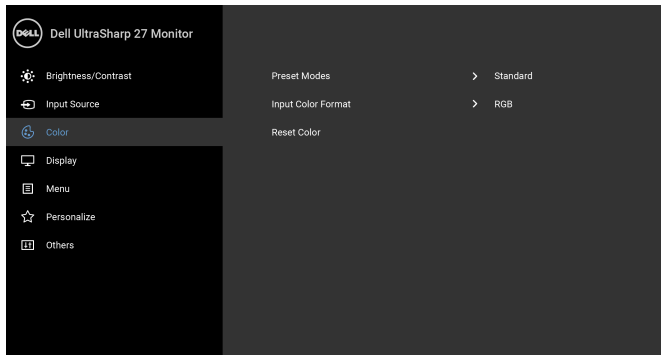 DELL Dell UltraSharp 27 Monitor
Brightness/Contrast
Input Source
Color
Display
Menu
Personalize
Others
Preset Modes Standard
Input Color Format RGB
Reset Color